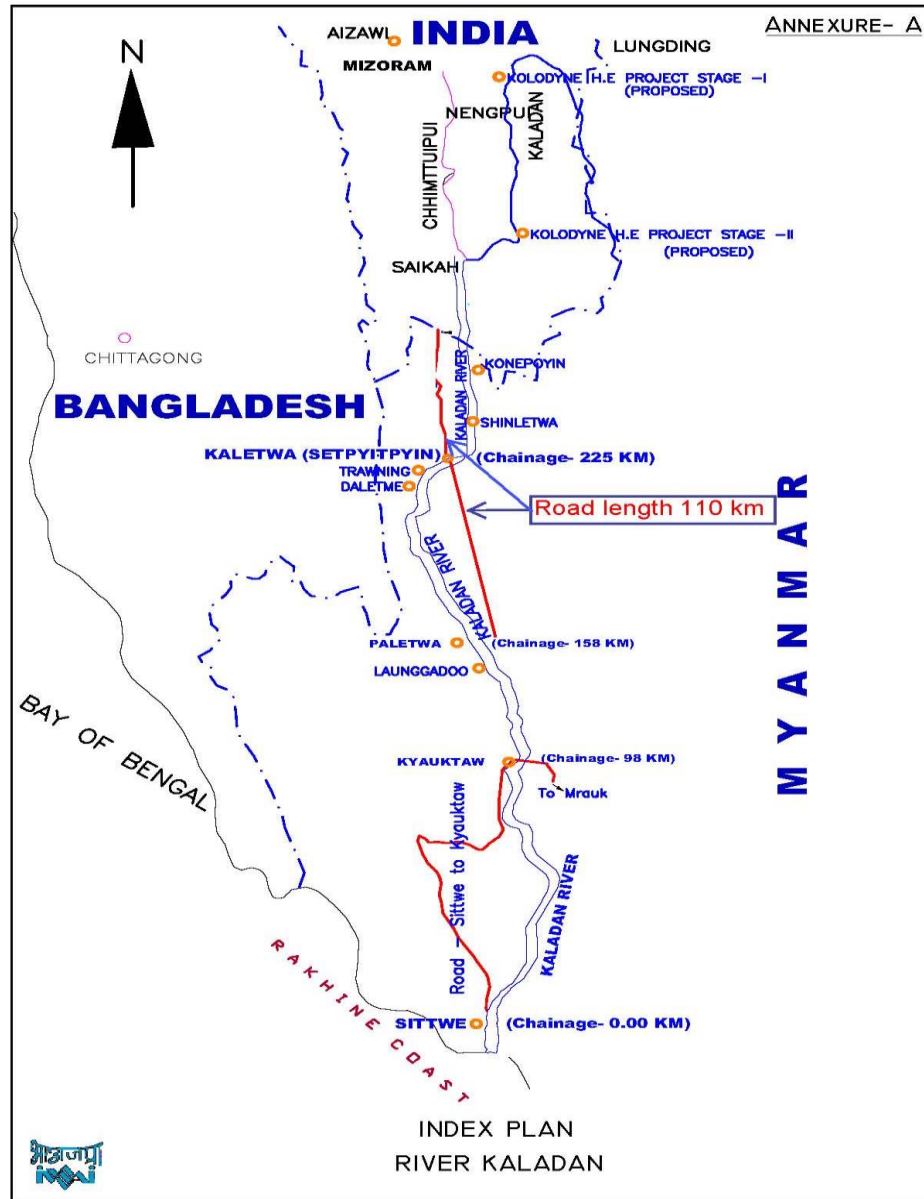 ANNEXURE- A
N
AIZAWL
INDIA
MIZORAM
LUNGDING
KOLODYNE H.E PROJECT STAGE -I
(PROPOSED)
NENGPUI
KALADAN
CHHIMTTUIPUI
KOLODYNE H.E PROJECT STAGE -II
(PROPOSED)
SAIKAH
CHITTAGONG
BANGLADESH
KALADAN RIVER
KONEPOYIN
SHINLETWA
KALETWA (SETPYITPYIN)
(Chainage- 225 KM)
TRAWNING
DALETME
Road length 110 km
MYANMAR
KALADAN RIVER
PALETWA
(Chainage- 158 KM)
LAUNGGADOO
BAY OF BENGAL
KYAUKTAW
(Chainage- 98 KM)
To Mrauk
Road - Sittwe to Kyauktaw
KALADAN RIVER
RAKHINE COAST
SITTWE
(Chainage- 0.00 KM)
INDEX PLAN
RIVER KALADAN